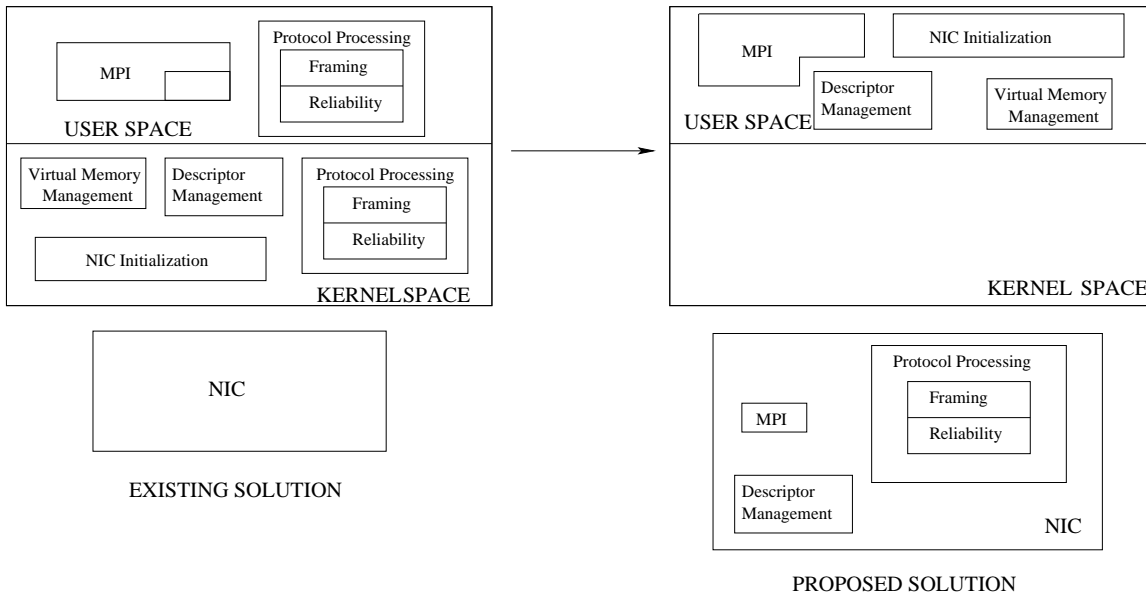 Protocol Processing
MPI
Framing
Reliability
USER SPACE
Virtual Memory
Management
Descriptor
Management
Protocol Processing
Framing
Reliability
NIC Initialization
KERNELSPACE
NIC
EXISTING SOLUTION
MPI
NIC Initialization
Descriptor
Management
Virtual Memory
Management
USER SPACE
KERNEL SPACE
Protocol Processing
Framing
Reliability
MPI
Descriptor
Management
NIC
PROPOSED SOLUTION